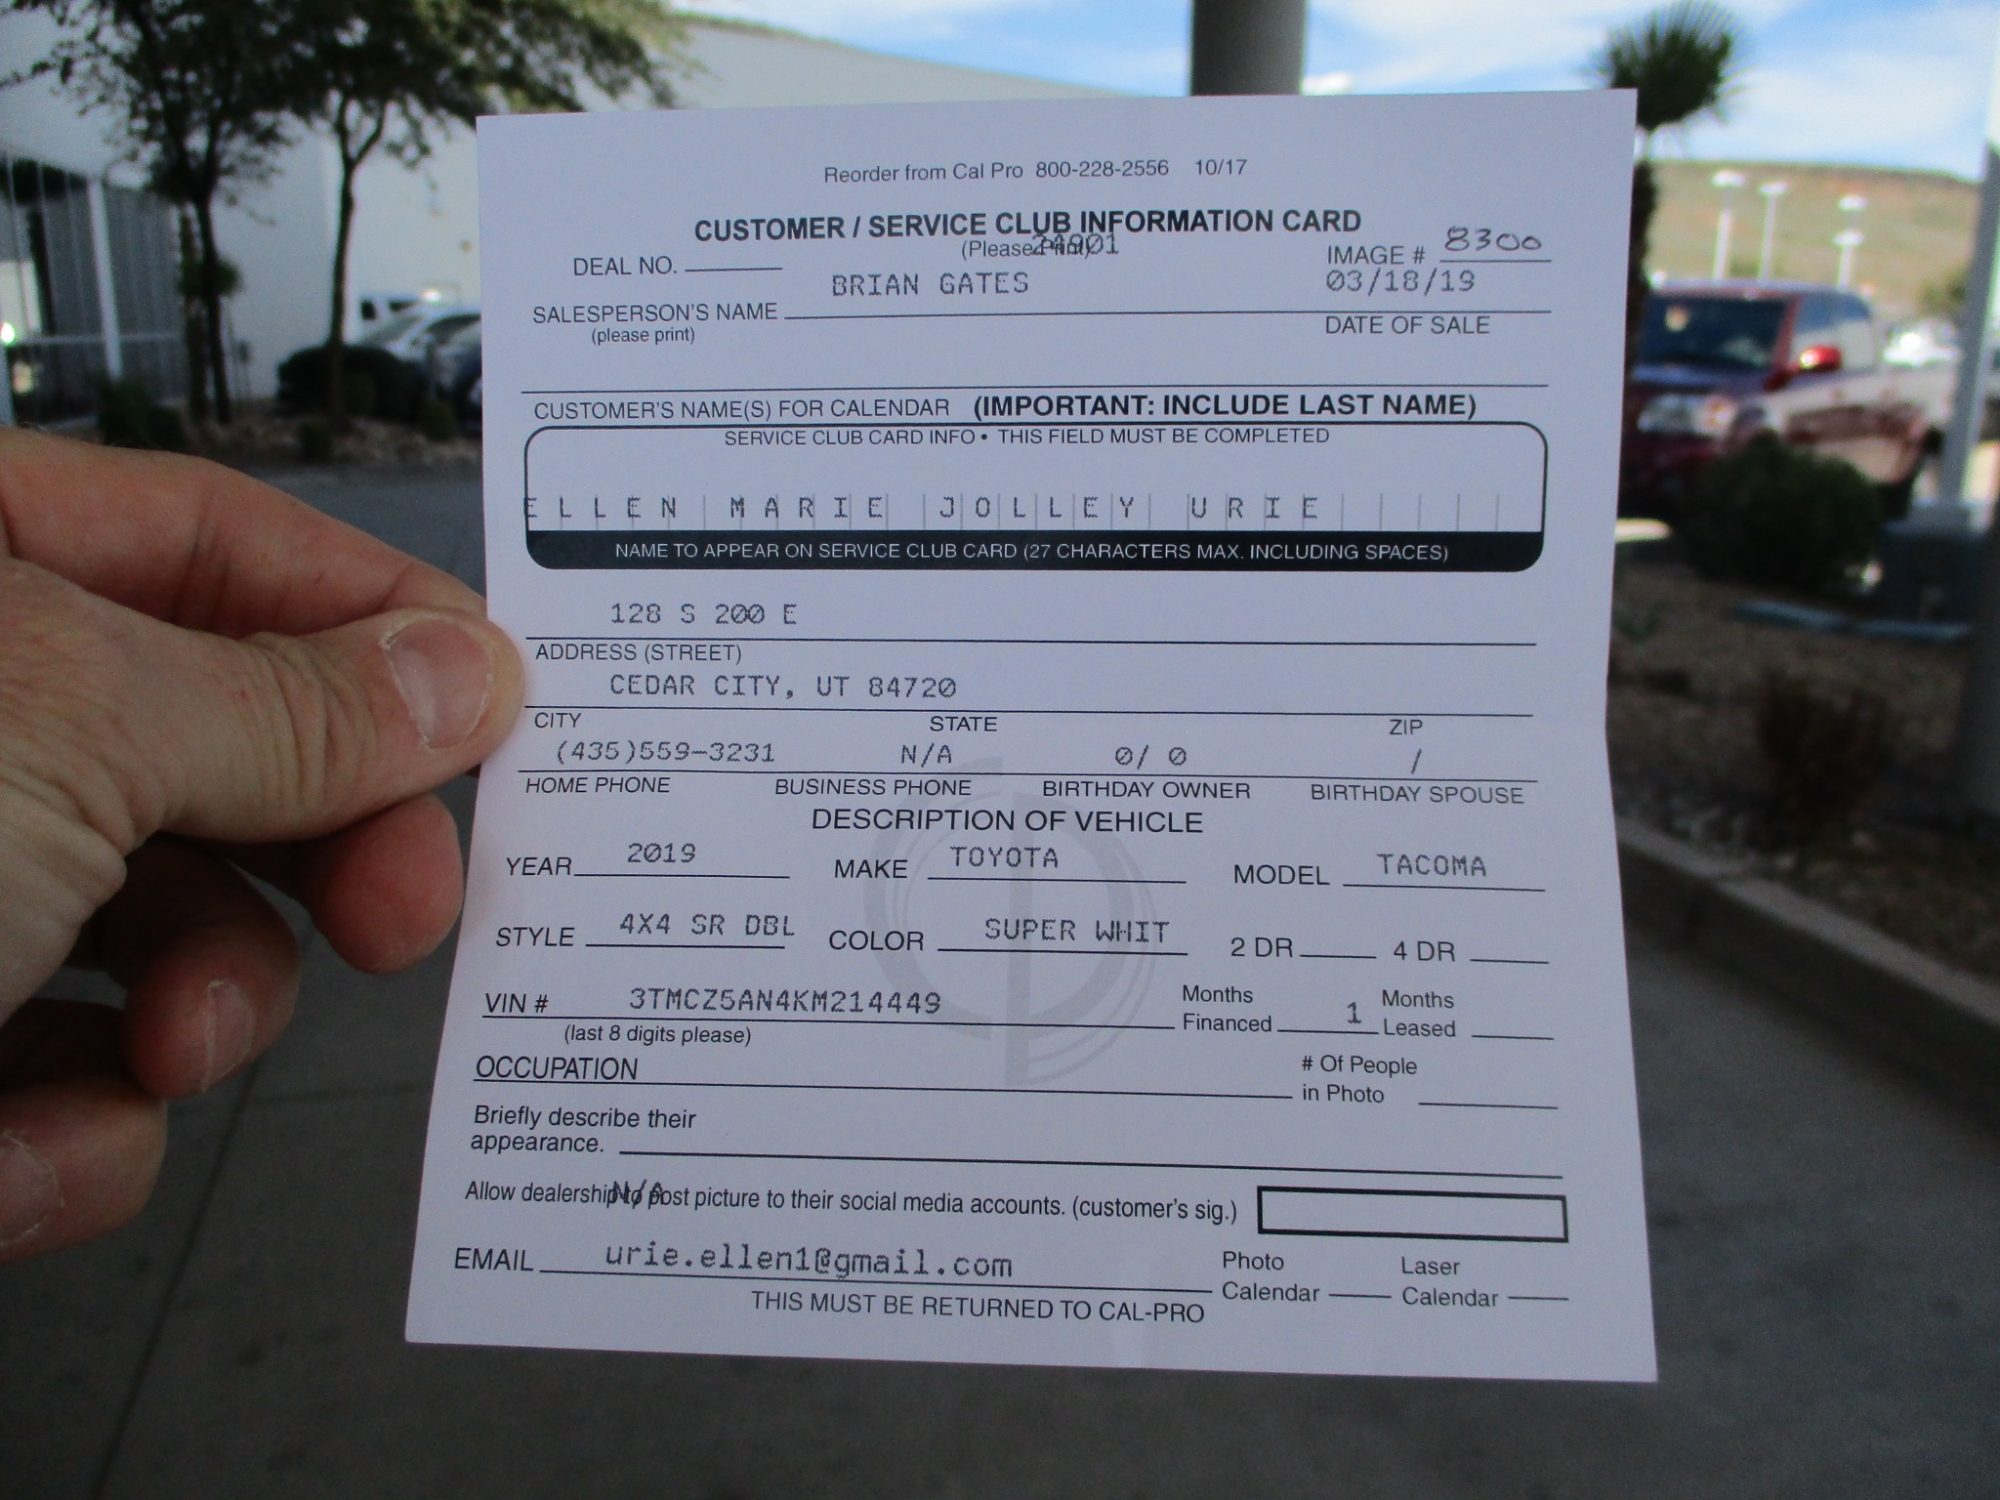 Reorder from Cal Pro 800-228-2556 10/17
CUSTOMER / SERVICE CLUB INFORMATION CARD
(Please Print)
DEAL NO. IMAGE # 8300
BRIAN GATES 03/18/19
SALESPERSON'S NAME DATE OF SALE
(please print)
CUSTOMER'S NAME(S) FOR CALENDAR (IMPORTANT: INCLUDE LAST NAME)
SERVICE CLUB CARD INFO • THIS FIELD MUST BE COMPLETED
ELLEN MARIE JOLLEY URIE
NAME TO APPEAR ON SERVICE CLUB CARD (27 CHARACTERS MAX. INCLUDING SPACES)
128 S 200 E
ADDRESS (STREET)
CEDAR CITY, UT 84720
CITY STATE ZIP
(435)559-3231 N/A 0/ 0 /
HOME PHONE BUSINESS PHONE BIRTHDAY OWNER BIRTHDAY SPOUSE
DESCRIPTION OF VEHICLE
YEAR 2019 MAKE TOYOTA MODEL TACOMA
STYLE 4X4 SR DBL COLOR SUPER WHIT 2 DR 4 DR
VIN # 3TMCZ5AN4KM214449 Months Financed 1 Months Leased
(last 8 digits please)
OCCUPATION # Of People in Photo
Briefly describe their
appearance.
N/A
Allow dealership to post picture to their social media accounts. (customer's sig.)
EMAIL urie.ellen1@gmail.com Photo Calendar Laser Calendar
THIS MUST BE RETURNED TO CAL-PRO